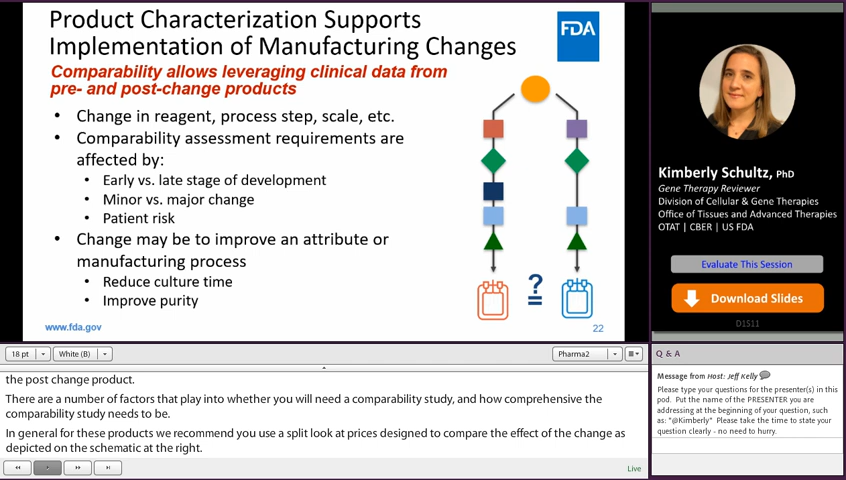 Product Characterization Supports
Implementation of Manufacturing Changes
FDA
Comparability allows leveraging clinical data from
pre- and post-change products
• Change in reagent, process step, scale, etc.
• Comparability assessment requirements are
affected by:
• Early vs. late stage of development
• Minor vs. major change
• Patient risk
• Change may be to improve an attribute or
manufacturing process
• Reduce culture time
• Improve purity
?
=
www.fda.gov
22
Kimberly Schultz, PhD
Gene Therapy Reviewer
Division of Cellular & Gene Therapies
Office of Tissues and Advanced Therapies
OTAT | CBER | US FDA
Evaluate This Session
Download Slides
D1511
18 pt
White (B)
Pharma2
the post change product.
There are a number of factors that play into whether you will need a comparability study, and how comprehensive the
comparability study needs to be.
In general for these products we recommend you use a split look at prices designed to compare the effect of the change as
depicted on the schematic at the right.
Live
Q & A
Message from Host: Jeff Kelly
Please type your questions for the presenter(s) in this
pod. Put the name of the PRESENTER you are
addressing at the beginning of your question, such
as: "@Kimberly" Please take the time to state your
question clearly - no need to hurry.